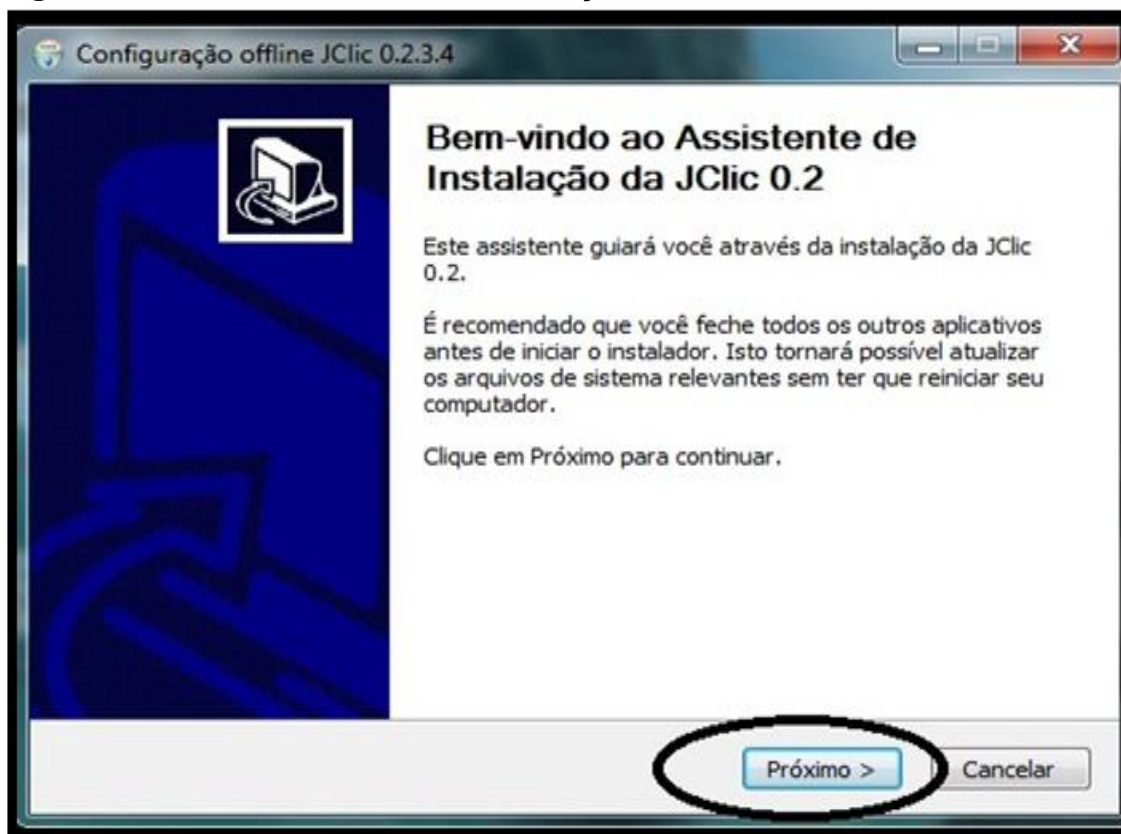 Configuração offline JClic 0.2.3.4
Bem-vindo ao Assistente de
Instalação da JClic 0.2
Este assistente guiará você através da instalação da JClic
0.2.
É recomendado que você feche todos os outros aplicativos
antes de iniciar o instalador. Isto tornará possível atualizar
os arquivos de sistema relevantes sem ter que reiniciar seu
computador.
Clique em Próximo para continuar.
Próximo >
Cancelar